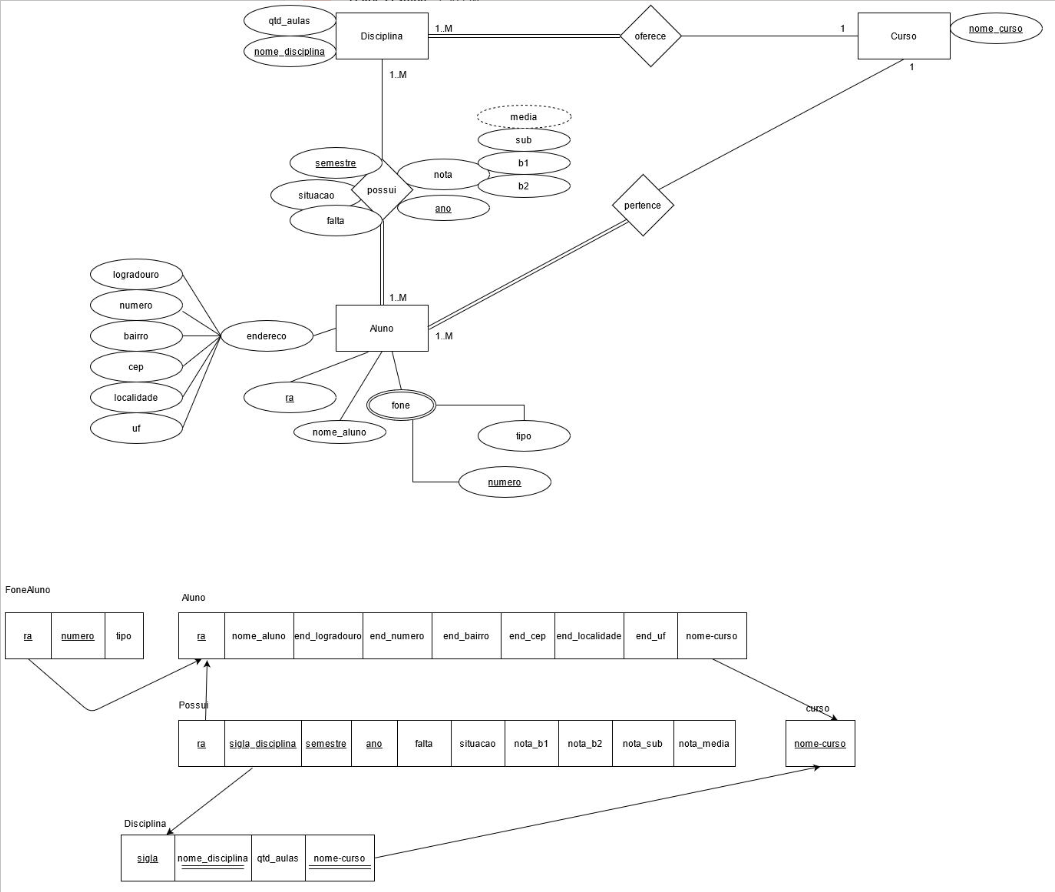 qtd_aulas
nome_disciplina
Disciplina
1..M
oferece
1
Curso
nome_curso
1..M
1
media
sub
b1
b2
semestre
nota
situacao
possui
ano
falta
pertence
1..M
Aluno
1..M
logradouro
numero
bairro
cep
localidade
uf
endereco
ra
nome_aluno
fone
tipo
numero
FoneAluno
ra numero tipo
Aluno
ra nome_aluno end_logradouro end_numero end_bairro end_cep end_localidade end_uf nome-curso
Possui
ra sigla_disciplina semestre ano falta situacao nota_b1 nota_b2 nota_sub nota_media
curso
nome-curso
Disciplina
sigla nome_disciplina qtd_aulas nome-curso